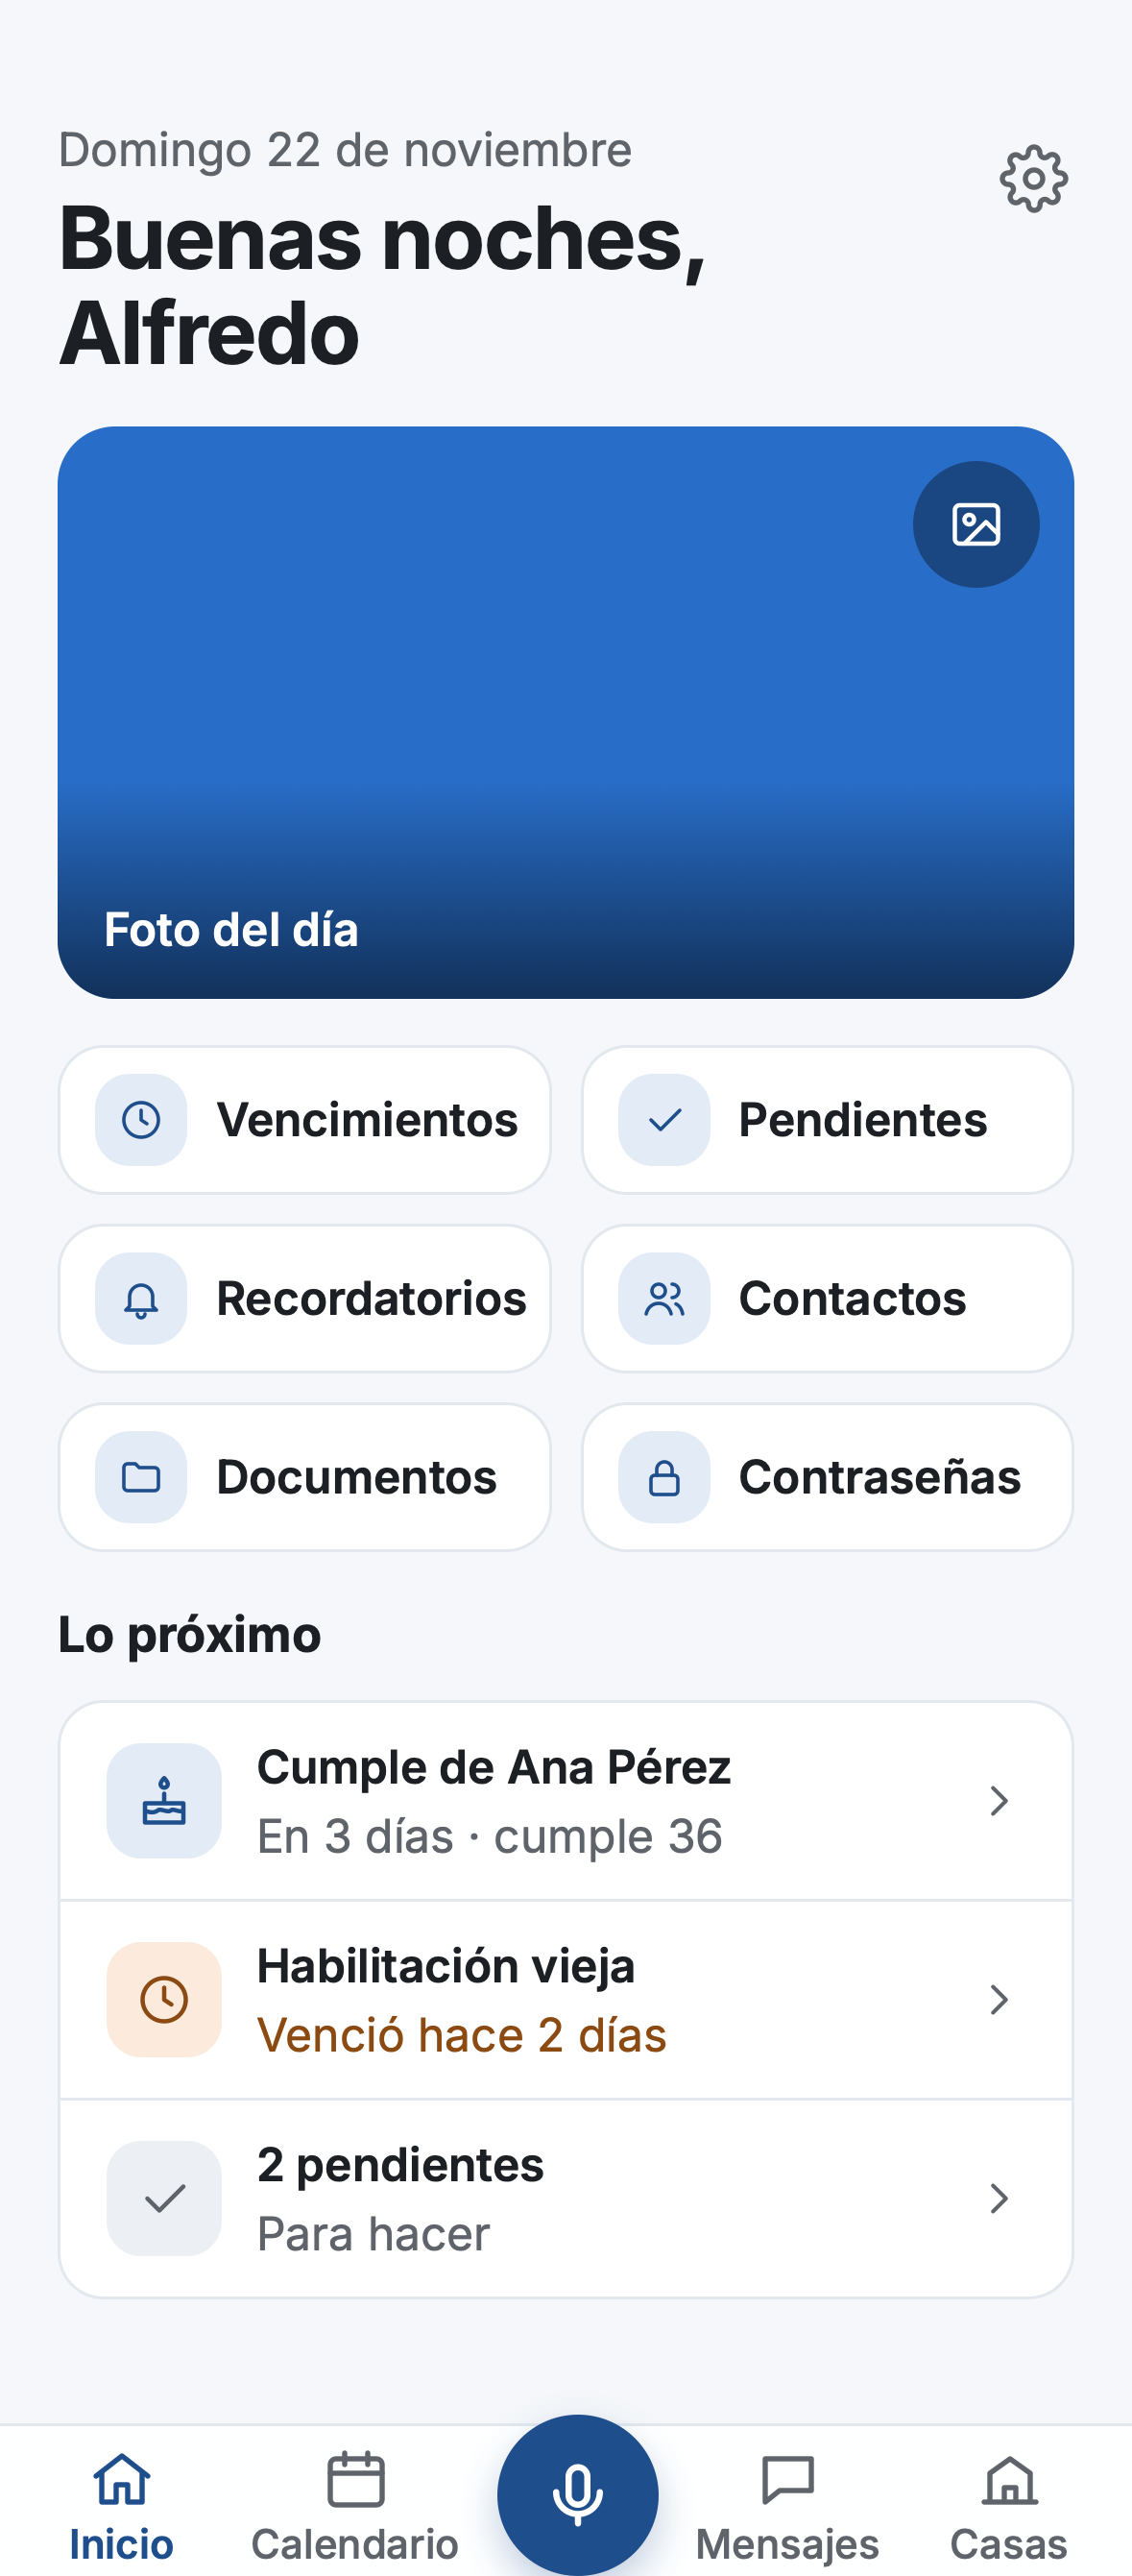 Domingo 22 de noviembre
Buenas noches,
Alfredo
Foto del día
Vencimientos
Pendientes
Recordatorios
Contactos
Documentos
Contraseñas
Lo próximo
Cumple de Ana Pérez
En 3 días · cumple 36
Habilitación vieja
Venció hace 2 días
2 pendientes
Para hacer
Inicio
Calendario
Mensajes
Casas